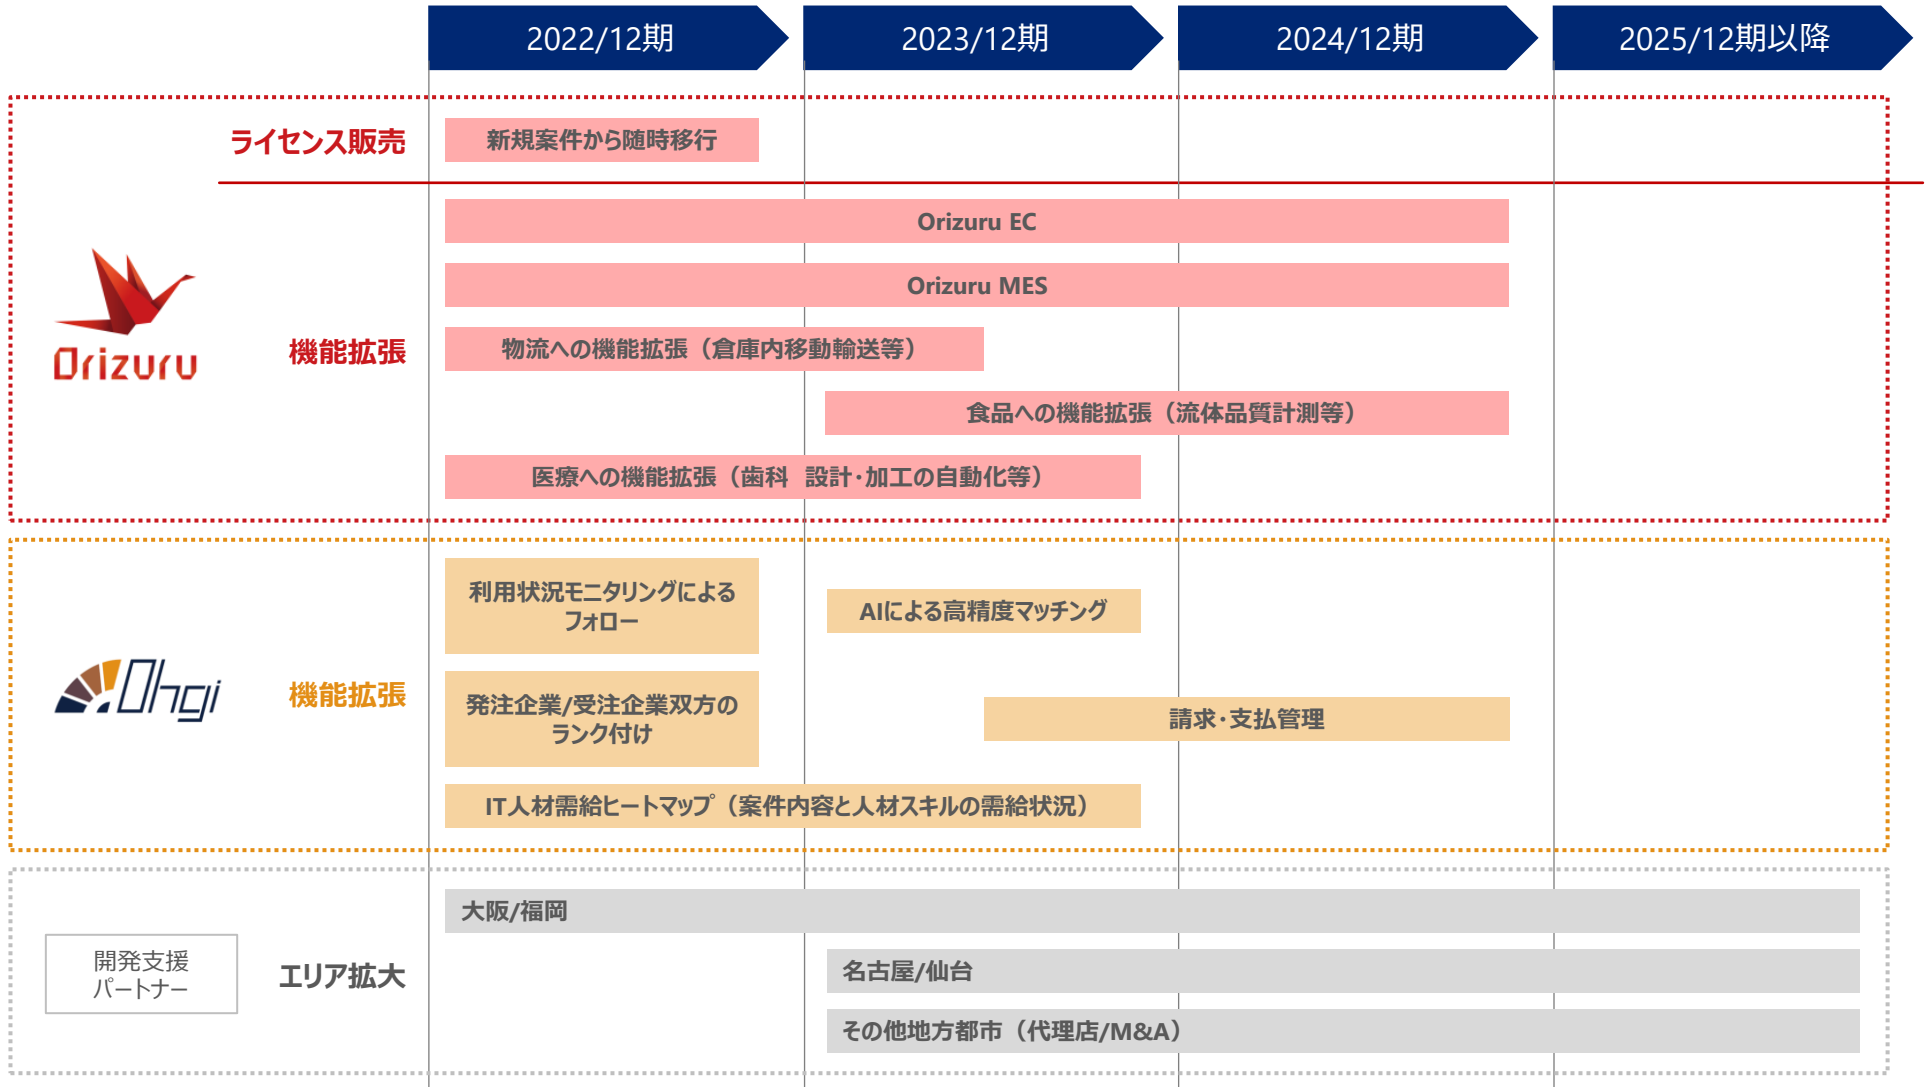 2022/12期
2023/12期
2024/12期
2025/12期以降
ライセンス販売
新規案件から随時移行
Orizuru
機能拡張
Orizuru EC
Orizuru MES
物流への機能拡張（倉庫内移動輸送等）
食品への機能拡張（流体品質計測等）
医療への機能拡張（歯科　設計・加工の自動化等）
Ohgi
機能拡張
利用状況モニタリングによる
フォロー
AIによる高精度マッチング
発注企業/受注企業双方の
ランク付け
請求・支払管理
IT人材需給ヒートマップ（案件内容と人材スキルの需給状況）
開発支援
パートナー
エリア拡大
大阪/福岡
名古屋/仙台
その他地方都市（代理店/M&A）